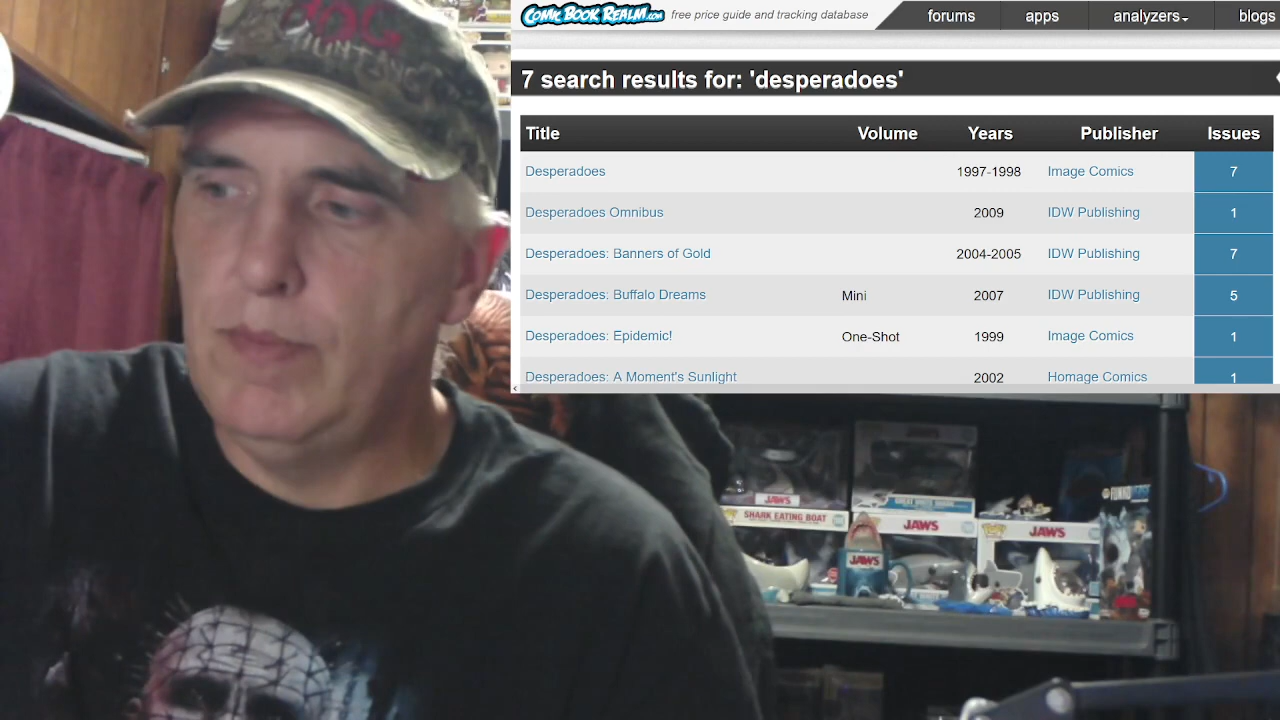 COMIC BOOK REALM.COM free price guide and tracking database forums apps analyzers blogs
7 search results for: 'desperadoes'
Title Volume Years Publisher Issues
Desperadoes 1997-1998 Image Comics 7
Desperadoes Omnibus 2009 IDW Publishing 1
Desperadoes: Banners of Gold 2004-2005 IDW Publishing 7
Desperadoes: Buffalo Dreams Mini 2007 IDW Publishing 5
Desperadoes: Epidemic! One-Shot 1999 Image Comics 1
Desperadoes: A Moment's Sunlight 2002 Homage Comics 1
JAWS
SHARK EATING BOAT
JAWS
JAWS
JAWS